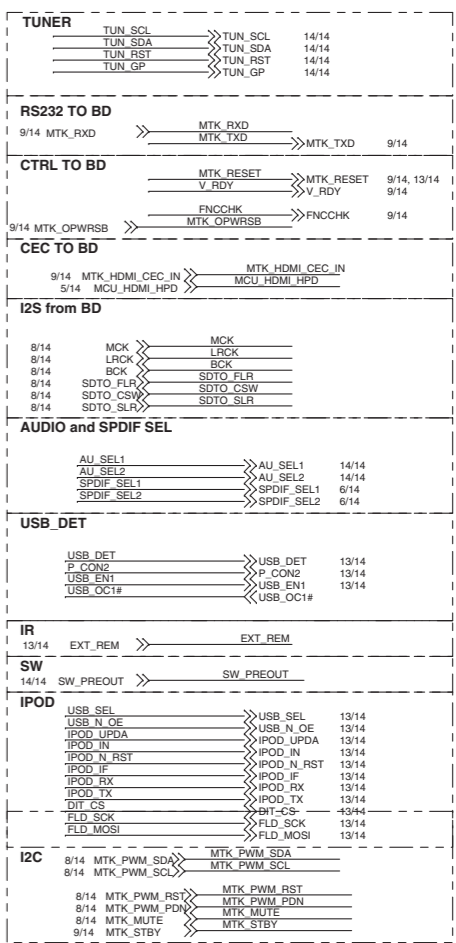 TUNER
TUN_SCL TUN_SCL 14/14
TUN_SDA TUN_SDA 14/14
TUN_RST TUN_RST 14/14
TUN_GP TUN_GP 14/14
RS232 TO BD
9/14 MTK_RXD MTK_RXD
MTK_TXD MTK_TXD 9/14
CTRL TO BD
MTK_RESET MTK_RESET 9/14, 13/14
V_RDY V_RDY 9/14
FNCCHK FNCCHK 9/14
9/14 MTK_OPWRSB MTK_OPWRSB
CEC TO BD
9/14 MTK_HDMI_CEC_IN MTK_HDMI_CEC_IN
5/14 MCU_HDMI_HPD MCU_HDMI_HPD
I2S from BD
8/14 MCK MCK
8/14 LRCK LRCK
8/14 BCK BCK
8/14 SDTO_FLR SDTO_FLR
8/14 SDTO_CSW SDTO_CSW
8/14 SDTO_SLR SDTO_SLR
AUDIO and SPDIF SEL
AU_SEL1 AU_SEL1 14/14
AU_SEL2 AU_SEL2 14/14
SPDIF_SEL1 SPDIF_SEL1 6/14
SPDIF_SEL2 SPDIF_SEL2 6/14
USB_DET
USB_DET USB_DET 13/14
P_CON2 P_CON2 13/14
USB_EN1 USB_EN1 13/14
USB_OC1# USB_OC1#
IR
13/14 EXT_REM EXT_REM
SW
14/14 SW_PREOUT SW_PREOUT
IPOD
USB_SEL USB_SEL 13/14
USB_N_OE USB_N_OE 13/14
IPOD_UPDA IPOD_UPDA 13/14
IPOD_IN IPOD_IN 13/14
IPOD_N_RST IPOD_N_RST 13/14
IPOD_IF IPOD_IF 13/14
IPOD_RX IPOD_RX 13/14
IPOD_TX IPOD_TX 13/14
DIT_CS DIT_CS 13/14
FLD_SCK FLD_SCK 13/14
FLD_MOSI FLD_MOSI 13/14
I2C
8/14 MTK_PWM_SDA MTK_PWM_SDA
8/14 MTK_PWM_SCL MTK_PWM_SCL
8/14 MTK_PWM_RST MTK_PWM_RST
8/14 MTK_PWM_PDN MTK_PWM_PDN
8/14 MTK_MUTE MTK_MUTE
9/14 MTK_STBY MTK_STBY